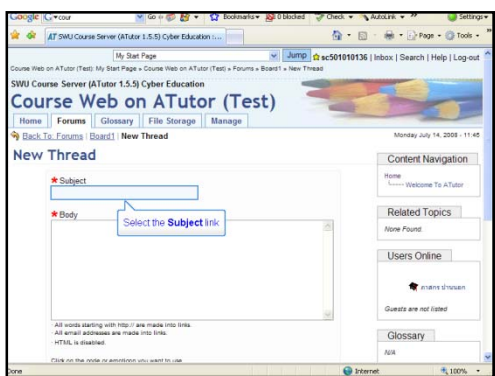 Google cour Go Bookmarks 0 blocked Check AutoLink Settings
AT SWU Course Server (ATutor 1.5.5) Cyber Education :... Page Tools
My Start Page Jump sc501010136 | Inbox | Search | Help | Log-out
Course Web on ATutor (Test): My Start Page » Course Web on ATutor (Test) » Forums » Board1 » New Thread
SWU Course Server (ATutor 1.5.5) Cyber Education
Course Web on ATutor (Test)
Home Forums Glossary File Storage Manage
Back To: Forums | Board1 | New Thread Monday July 14, 2008 - 11:46
New Thread
Content Navigation
* Subject
Home
Welcome To ATutor
Select the Subject link
* Body
Related Topics
None Found.
Users Online
Guests are not listed
· All words starting with http:// are made into links.
· All email addresses are made into links.
· HTML is disabled.
Glossary
N/A
Click on the code or emoticon you want to use
Done Internet 100%